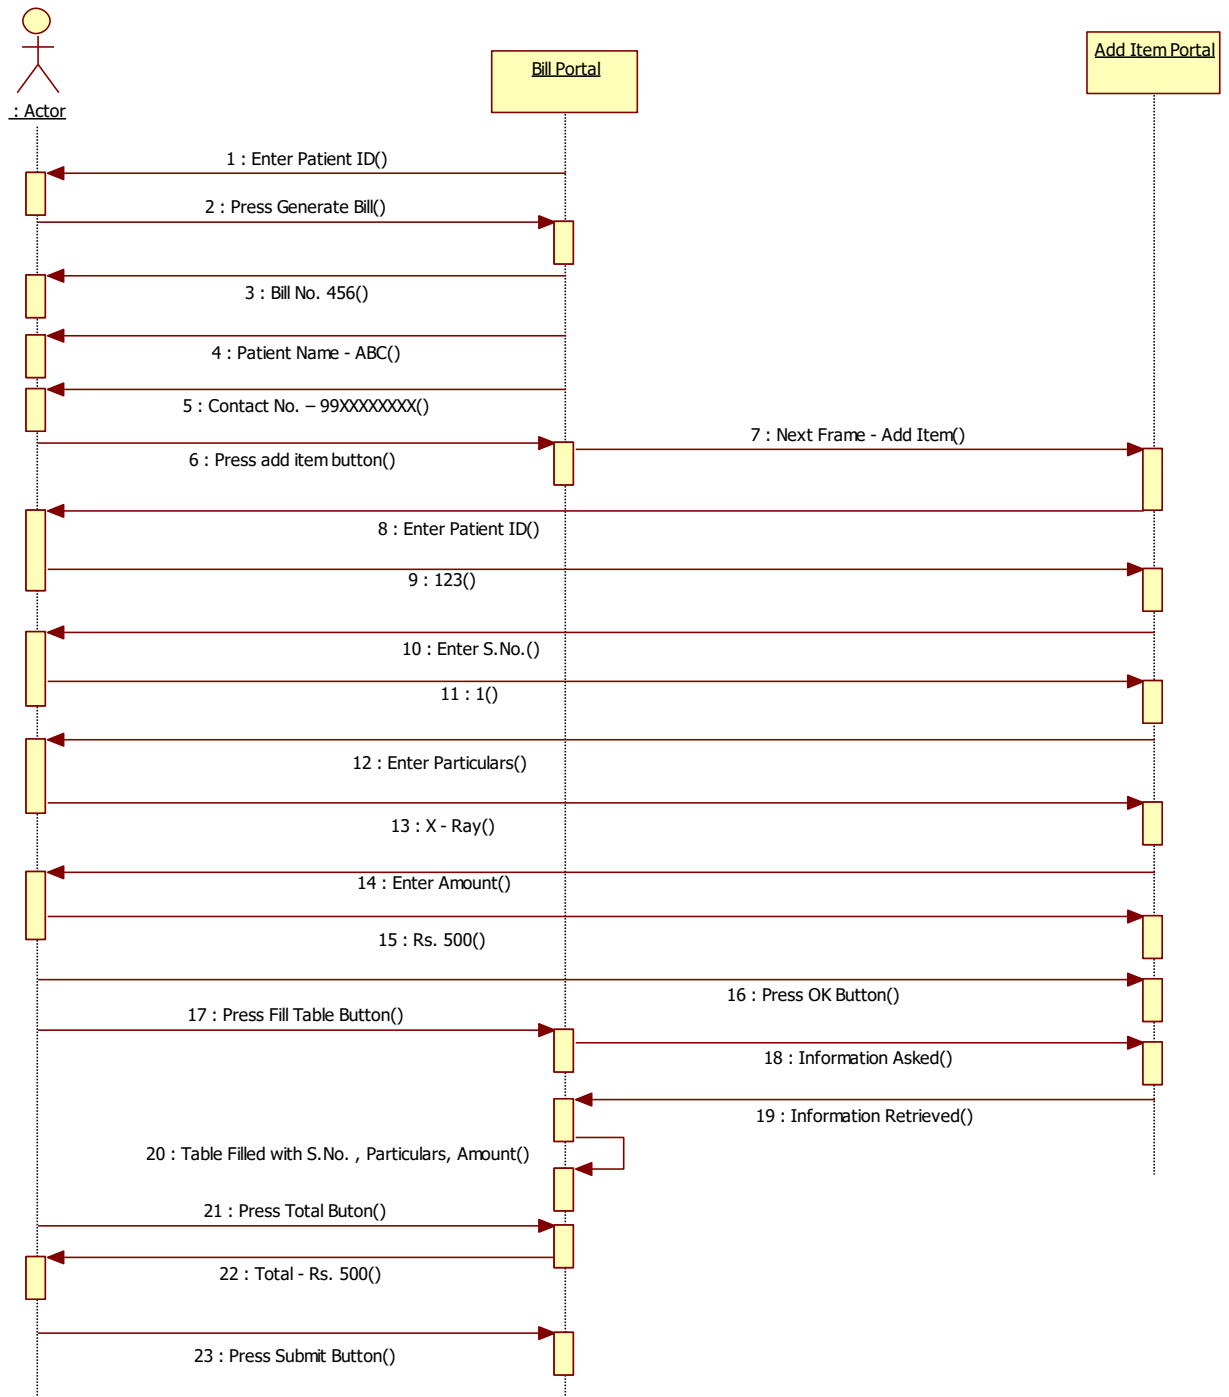 : Actor
Bill Portal
Add Item Portal
1 : Enter Patient ID()
2 : Press Generate Bill()
3 : Bill No. 456()
4 : Patient Name - ABC()
5 : Contact No. – 99XXXXXXXX()
6 : Press add item button()
7 : Next Frame - Add Item()
8 : Enter Patient ID()
9 : 123()
10 : Enter S.No.()
11 : 1()
12 : Enter Particulars()
13 : X - Ray()
14 : Enter Amount()
15 : Rs. 500()
16 : Press OK Button()
17 : Press Fill Table Button()
18 : Information Asked()
19 : Information Retrieved()
20 : Table Filled with S.No. , Particulars, Amount()
21 : Press Total Buton()
22 : Total - Rs. 500()
23 : Press Submit Button()